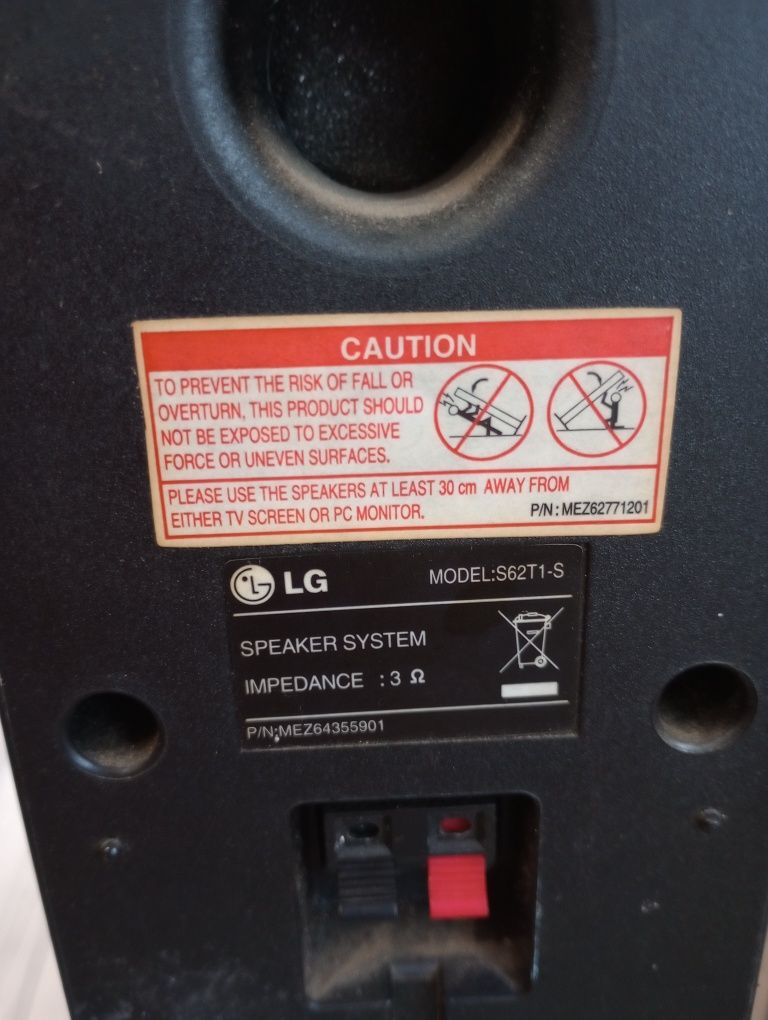 CAUTION
TO PREVENT THE RISK OF FALL OR
OVERTURN, THIS PRODUCT SHOULD
NOT BE EXPOSED TO EXCESSIVE
FORCE OR UNEVEN SURFACES.
PLEASE USE THE SPEAKERS AT LEAST 30 cm AWAY FROM
EITHER TV SCREEN OR PC MONITOR.
P/N : MEZ62771201
LG
MODEL:S62T1-S
SPEAKER SYSTEM
IMPEDANCE : 3 Ω
P/N:MEZ64355901